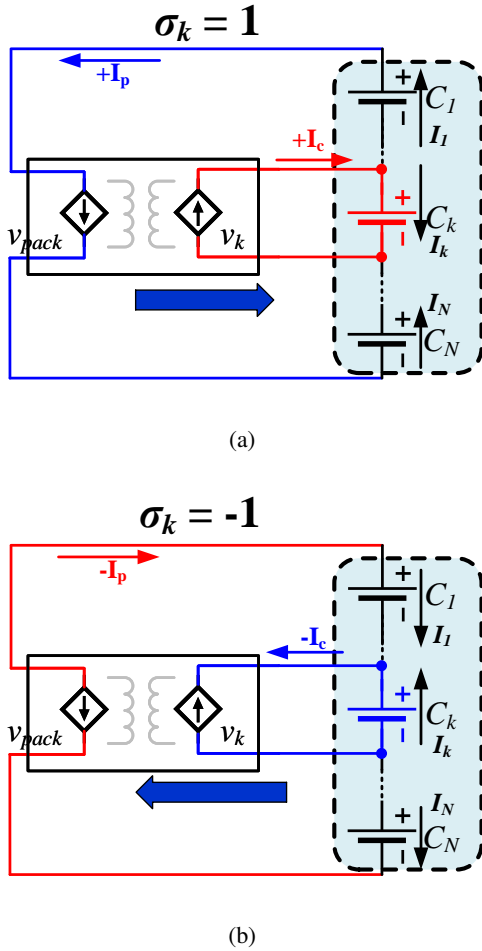 σk = 1
+Ip
+Ic
+
C1
I1
vpack
vk
+
Ck
Ik
IN
+
CN
(a)
σk = -1
-Ip
+
C1
-Ic
I1
vpack
vk
+
Ck
Ik
IN
+
CN
(b)